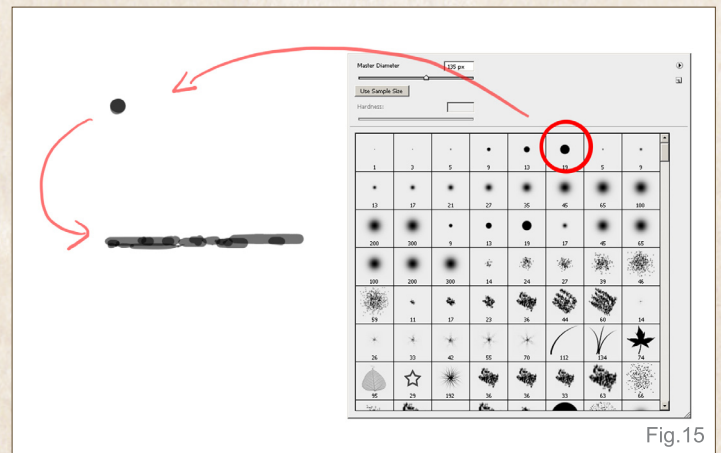 Master Diameter 135 px
Use Sample Size
Hardness:
1 3 5 9 13 19 5 9
13 17 21 27 35 45 65 100
200 300 9 13 19 17 45 65
100 200 300 14 24 27 39 46
59 11 17 23 36 44 60 14
26 33 42 55 70 112 134 74
95 29 192 36 36 33 63 66
Fig.15